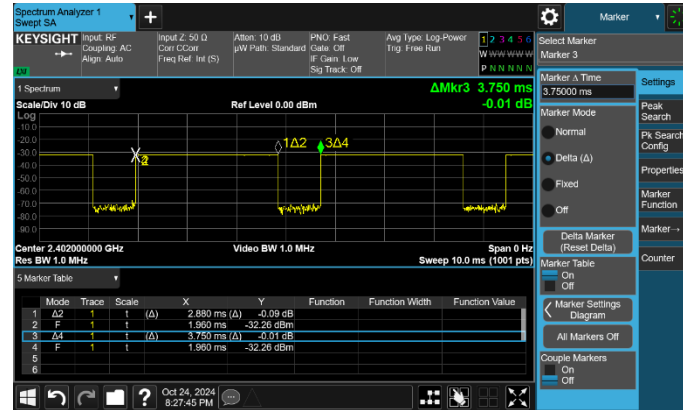 Spectrum Analyzer 1
Swept SA
+
Marker
KEYSIGHT Input: RF Input Z: 50 Ω Atten: 10 dB PNO: Fast Avg Type: Log-Power 1 2 3 4 5 6
Coupling: AC Corr CCorr µW Path: Standard Gate: Off Trig: Free Run W W W W W W
Align: Auto Freq Ref: Int (S) IF Gain: Low P N N N N N
Sig Track: Off
Select Marker
Marker 3
1 Spectrum
ΔMkr3 3.750 ms
Scale/Div 10 dB Ref Level 0.00 dBm -0.01 dB
Log
-10.0
-20.0
-30.0
-40.0
-50.0
-60.0
-70.0
-80.0
-90.0
1Δ2 3Δ4
Center 2.402000000 GHz Video BW 1.0 MHz Span 0 Hz
Res BW 1.0 MHz Sweep 10.0 ms (1001 pts)
5 Marker Table
Mode Trace Scale X Y Function Function Width Function Value
1 Δ2 1 t (Δ) 2.880 ms (Δ) -0.09 dB
2 F 1 t 1.960 ms -32.26 dBm
3 Δ4 1 t (Δ) 3.750 ms (Δ) -0.01 dB
4 F 1 t 1.960 ms -32.26 dBm
5
6
Marker Δ Time
3.75000 ms
Marker Mode
Normal
Delta (Δ)
Fixed
Off
Delta Marker
(Reset Delta)
Marker Table
On
Off
Marker Settings
Diagram
All Markers Off
Couple Markers
On
Off
Settings
Peak
Search
Pk Search
Config
Properties
Marker
Function
Marker→
Counter
? Oct 24, 2024
8:27:45 PM